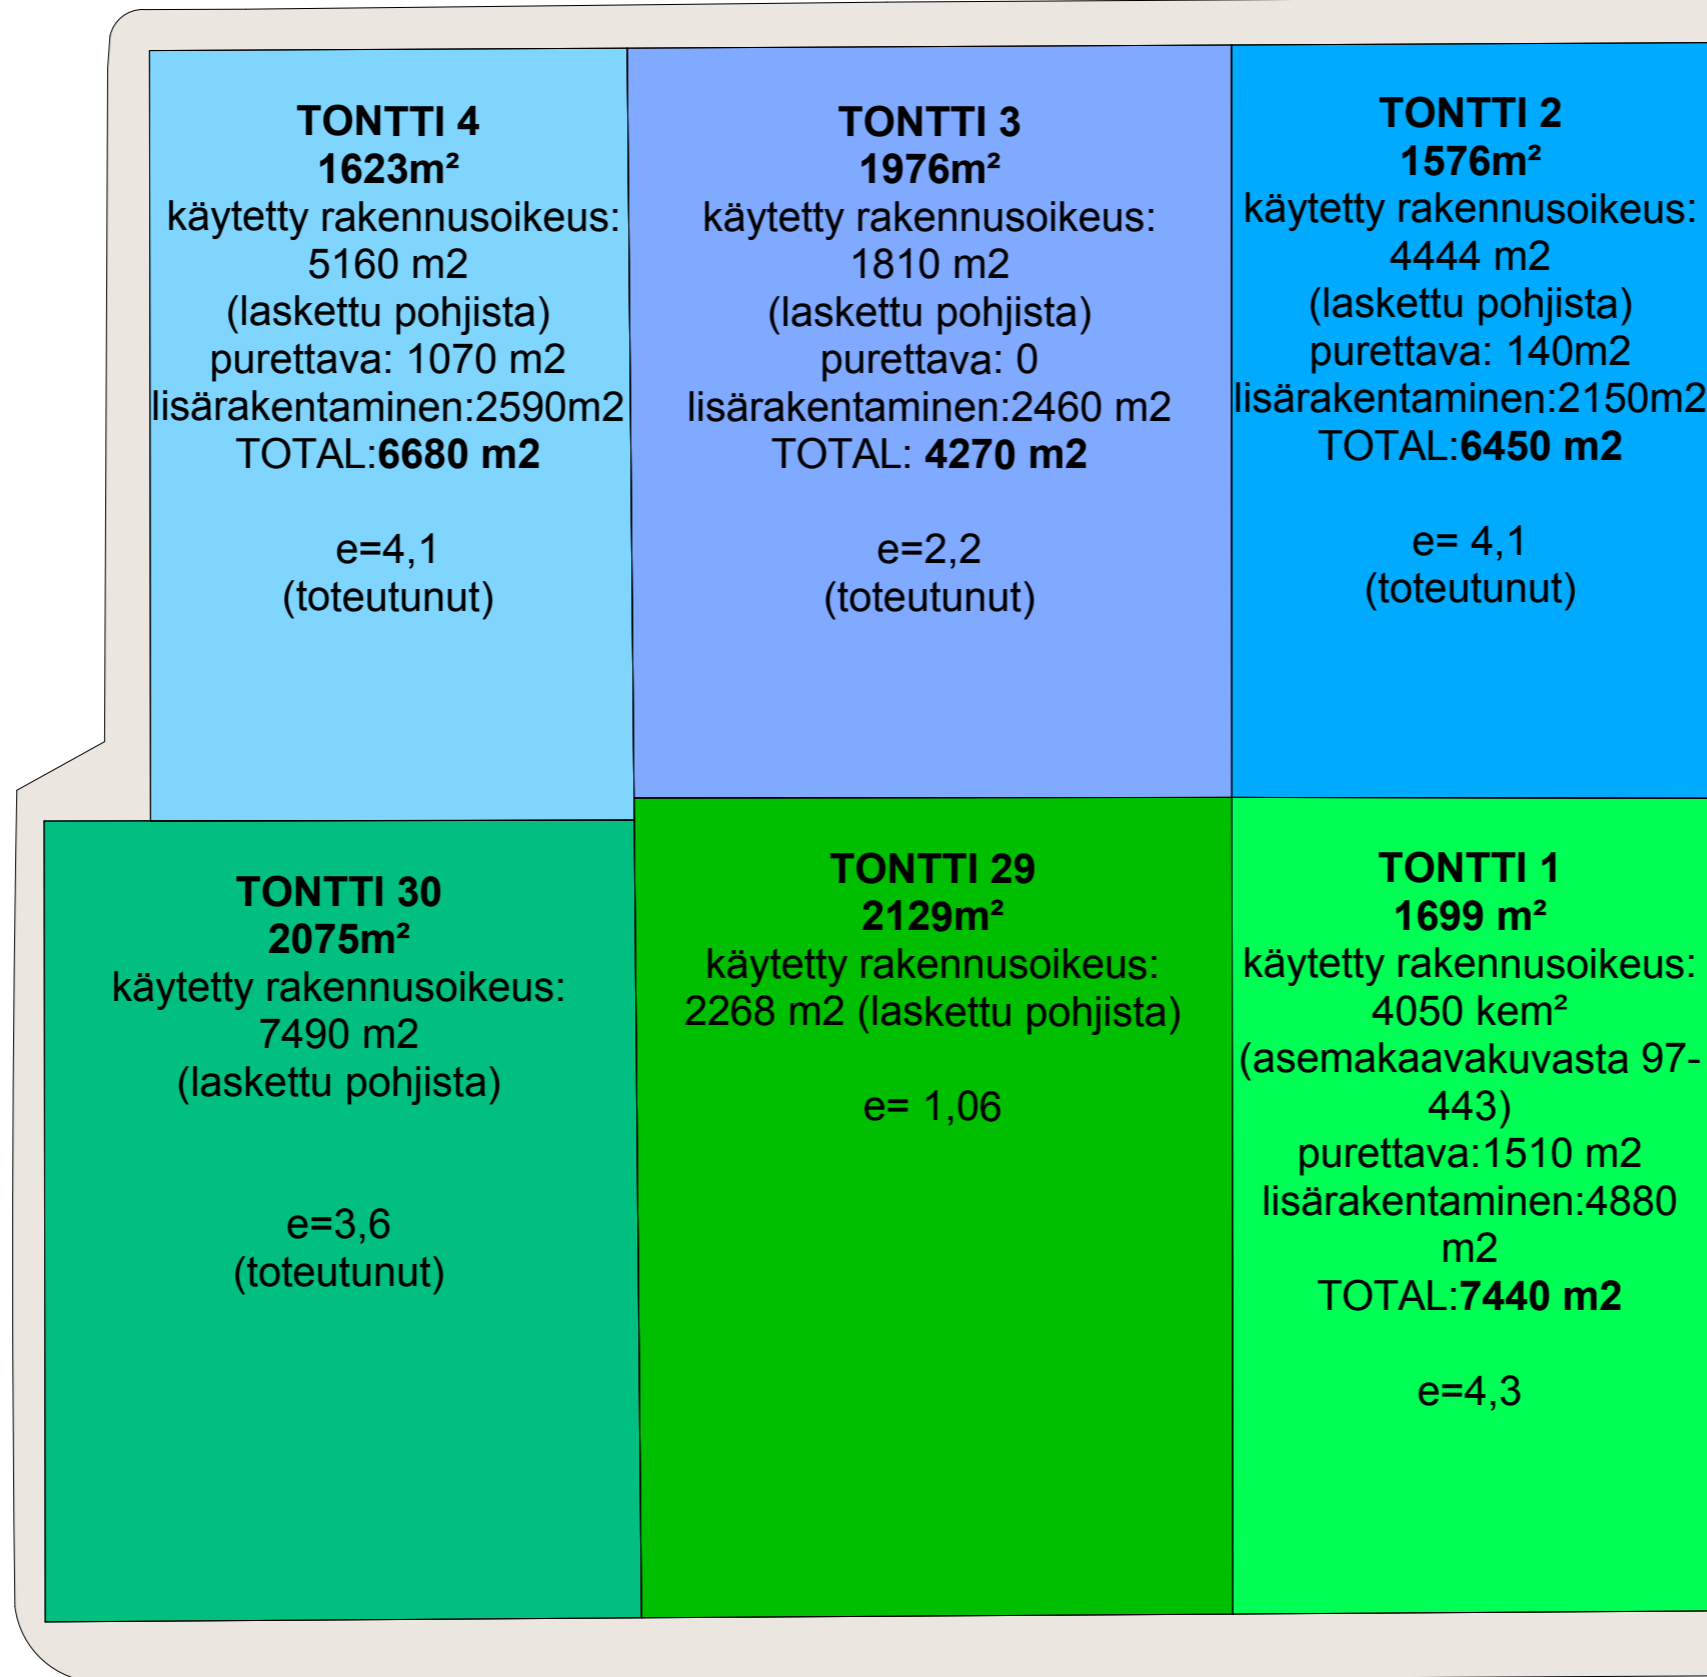 TONTTI 4
1623m²
käytetty rakennusoikeus:
5160 m2
(laskettu pohjista)
purettava: 1070 m2
lisärakentaminen:2590m2
TOTAL:6680 m2
e=4,1
(toteutunut)
TONTTI 3
1976m²
käytetty rakennusoikeus:
1810 m2
(laskettu pohjista)
purettava: 0
lisärakentaminen:2460 m2
TOTAL: 4270 m2
e=2,2
(toteutunut)
TONTTI 2
1576m²
käytetty rakennusoikeus:
4444 m2
(laskettu pohjista)
purettava: 140m2
lisärakentaminen:2150m2
TOTAL:6450 m2
e= 4,1
(toteutunut)
TONTTI 30
2075m²
käytetty rakennusoikeus:
7490 m2
(laskettu pohjista)
e=3,6
(toteutunut)
TONTTI 29
2129m²
käytetty rakennusoikeus:
2268 m2 (laskettu pohjista)
e= 1,06
TONTTI 1
1699 m²
käytetty rakennusoikeus:
4050 kem²
(asemakaavakuvasta 97-
443)
purettava:1510 m2
lisärakentaminen:4880
m2
TOTAL:7440 m2
e=4,3